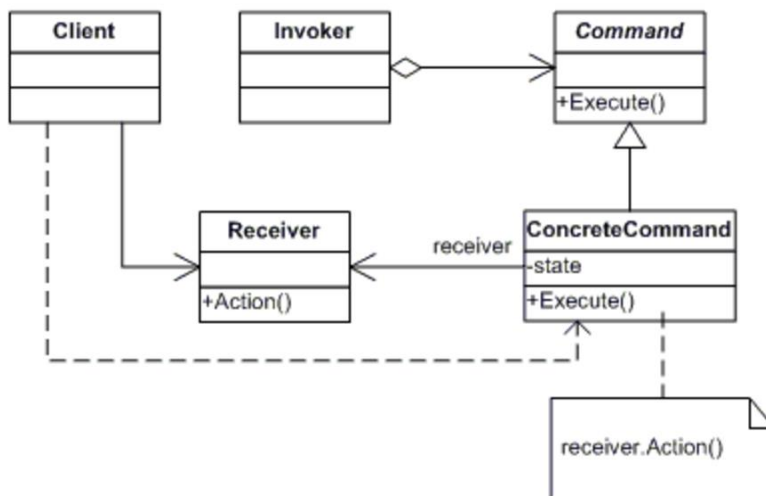 Client
Invoker
Command
+Execute()
Receiver
+Action()
receiver
ConcreteCommand
-state
+Execute()
receiver.Action()